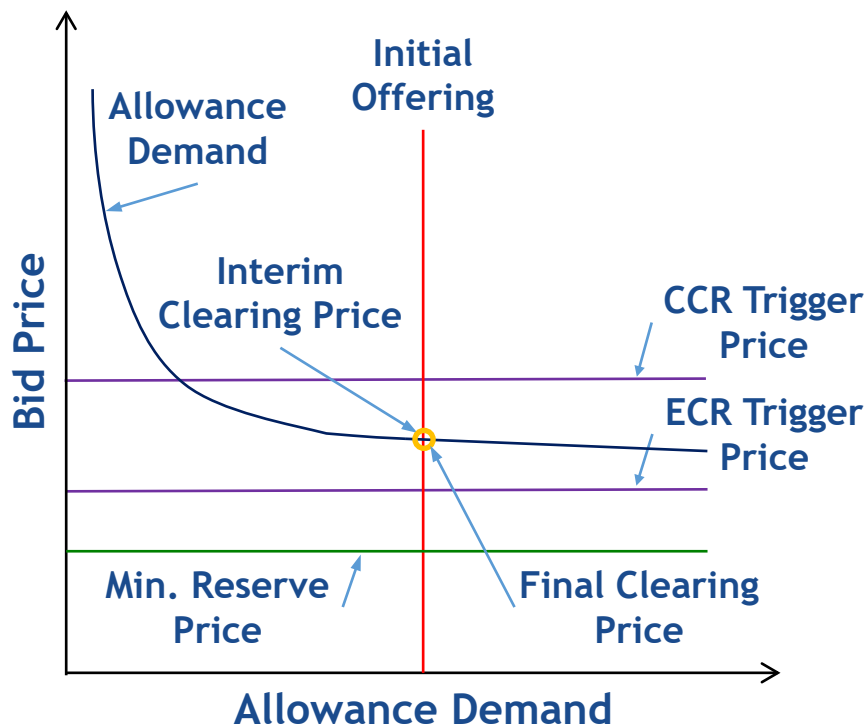 Initial
Offering
Allowance
Demand
Interim
Clearing Price
CCR Trigger
Price
ECR Trigger
Price
Bid Price
Min. Reserve
Price
Final Clearing
Price
Allowance Demand